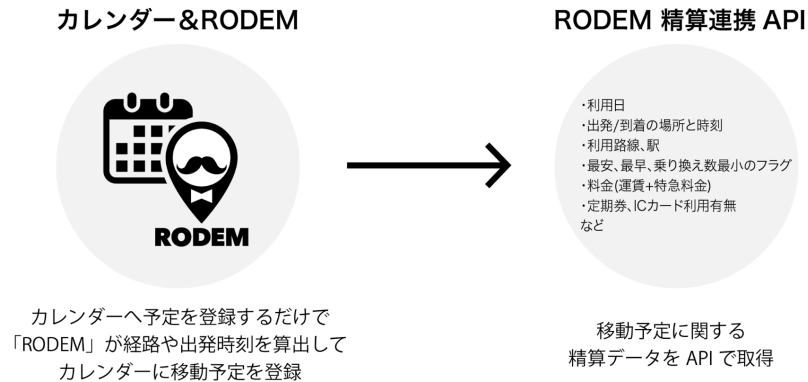 カレンダー&RODEM
RODEM
カレンダーへ予定を登録するだけで
「RODEM」が経路や出発時刻を算出して
カレンダーに移動予定を登録
RODEM 精算連携 API
・利用日
・出発/到着の場所と時刻
・利用路線、駅
・最安、最早、乗り換え数最小のフラグ
・料金(運賃+特急料金)
・定期券、ICカード利用有無
など
移動予定に関する
精算データを API で取得